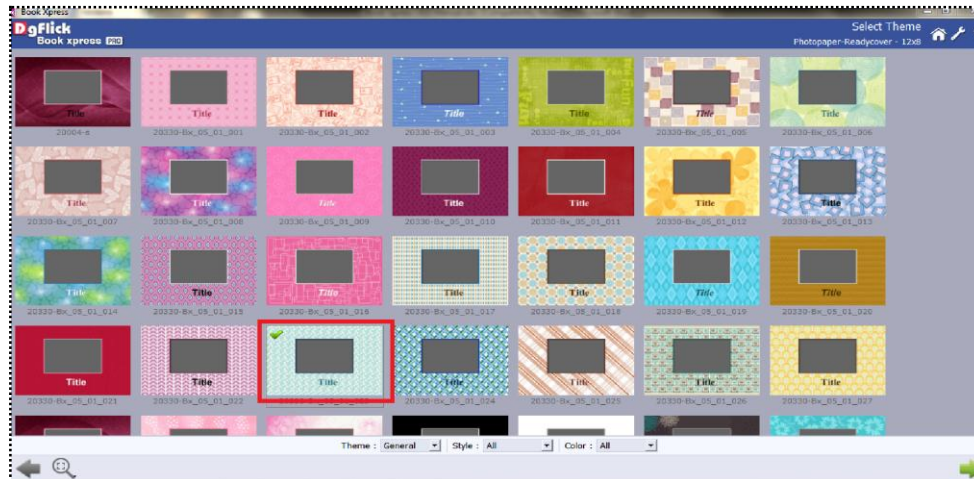 Book Xpress
DgFlick
Book xpress PRO
Select Theme
Photopaper-Readycover - 12x8
Title Title Title Title Title Title Title
20004-s 20330-Bx_05_01_001 20330-Bx_05_01_002 20330-Bx_05_01_003 20330-Bx_05_01_004 20330-Bx_05_01_005 20330-Bx_05_01_006
Title Title Title Title Title Title Title
20330-Bx_05_01_007 20330-Bx_05_01_008 20330-Bx_05_01_009 20330-Bx_05_01_010 20330-Bx_05_01_011 20330-Bx_05_01_012 20330-Bx_05_01_013
Title Title Title Title Title Title Title
20330-Bx_05_01_014 20330-Bx_05_01_015 20330-Bx_05_01_016 20330-Bx_05_01_017 20330-Bx_05_01_018 20330-Bx_05_01_019 20330-Bx_05_01_020
Title Title Title Title Title Title Title
20330-Bx_05_01_021 20330-Bx_05_01_022 20330-Bx_05_01_024 20330-Bx_05_01_025 20330-Bx_05_01_026 20330-Bx_05_01_027
Theme : General Style : All Color : All